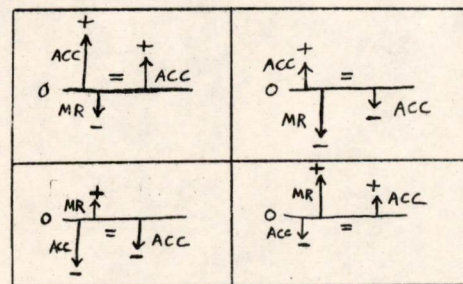 + +
ACC = ACC
0
MR
-
+
ACC =
0
MR - ACC
-
+
MR
0
ACC = - ACC
-
+
MR + ACC
0
ACC =
-